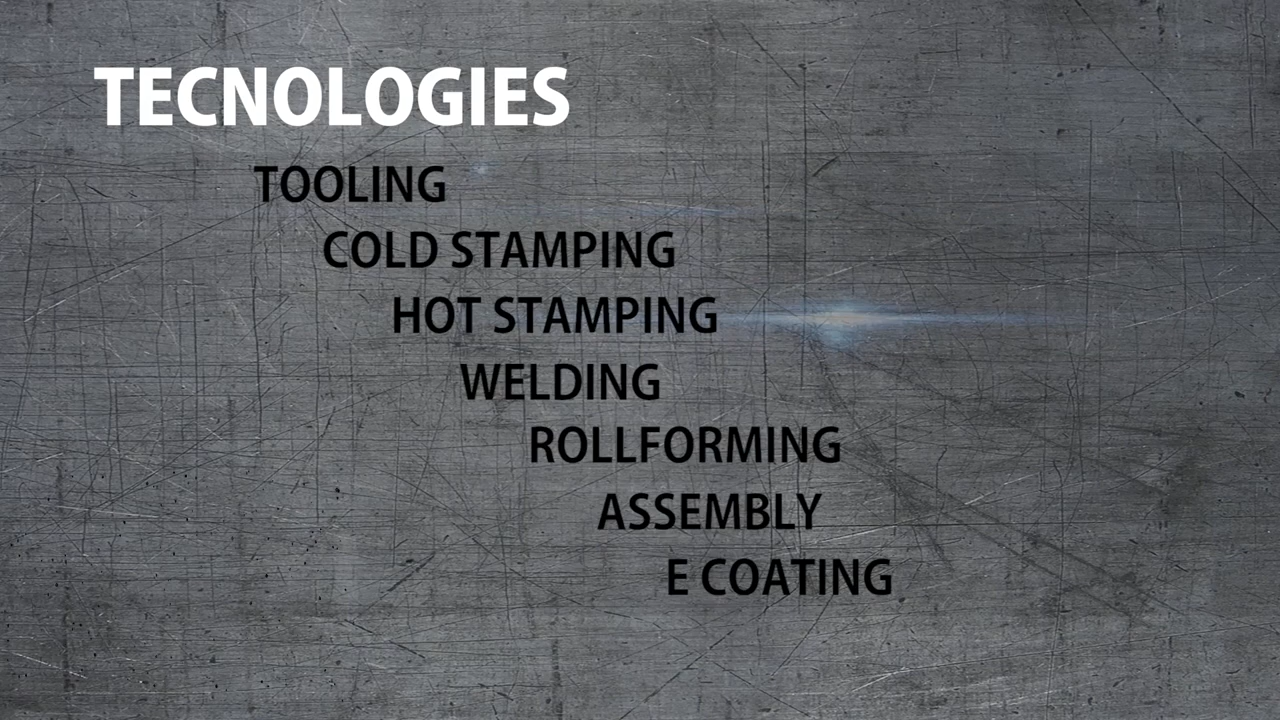 TECNOLOGIES
TOOLING
COLD STAMPING
HOT STAMPING
WELDING
ROLLFORMING
ASSEMBLY
E COATING